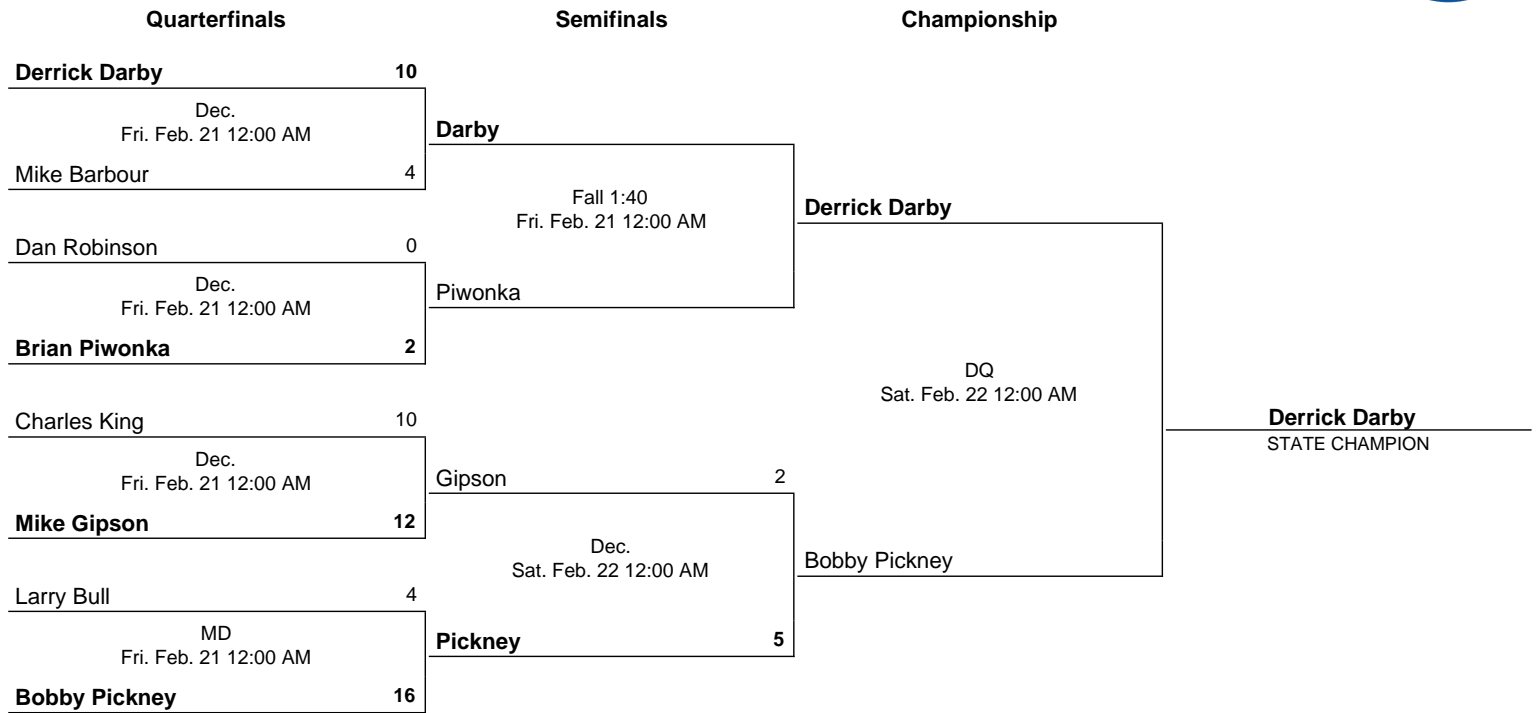 Quarterfinals Semifinals Championship
Derrick Darby 10
Dec.
Fri. Feb. 21 12:00 AM
Mike Barbour 4
Dan Robinson 0
Dec.
Fri. Feb. 21 12:00 AM
Brian Piwonka 2
Charles King 10
Dec.
Fri. Feb. 21 12:00 AM
Mike Gipson 12
Larry Bull 4
MD
Fri. Feb. 21 12:00 AM
Bobby Pickney 16
Darby
Fall 1:40
Fri. Feb. 21 12:00 AM
Piwonka
Gipson 2
Dec.
Sat. Feb. 22 12:00 AM
Pickney 5
Derrick Darby
DQ
Sat. Feb. 22 12:00 AM
Bobby Pickney
Derrick Darby
STATE CHAMPION